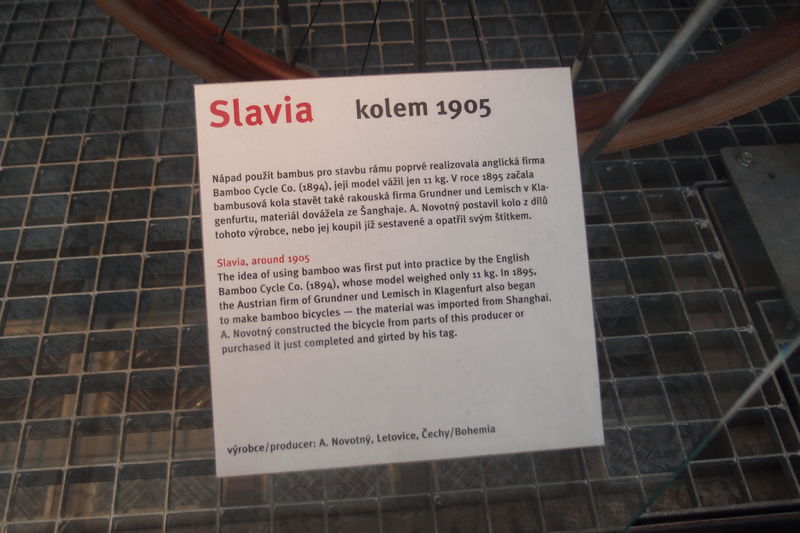 Slavia kolem 1905
Nápad použít bambus pro stavbu rámu poprvé realizovala anglická firma
Bamboo Cycle Co. (1894), její model vážil jen 11 kg. V roce 1895 začala
bambusová kola stavět také rakouská firma Grundner und Lemisch v Kla-
genfurtu, materiál dovážela ze Šanghaje. A. Novotný postavil kolo z dílů
tohoto výrobce, nebo jej koupil již sestavené a opatřil svým štítkem.
Slavia, around 1905
The idea of using bamboo was first put into practice by the English
Bamboo Cycle Co. (1894), whose model weighed only 11 kg. In 1895,
the Austrian firm of Grundner und Lemisch in Klagenfurt also began
to make bamboo bicycles — the material was imported from Shanghai.
A. Novotný constructed the bicycle from parts of this producer or
purchased it just completed and girted by his tag.
výrobce/producer: A. Novotný, Letovice, Čechy/Bohemia